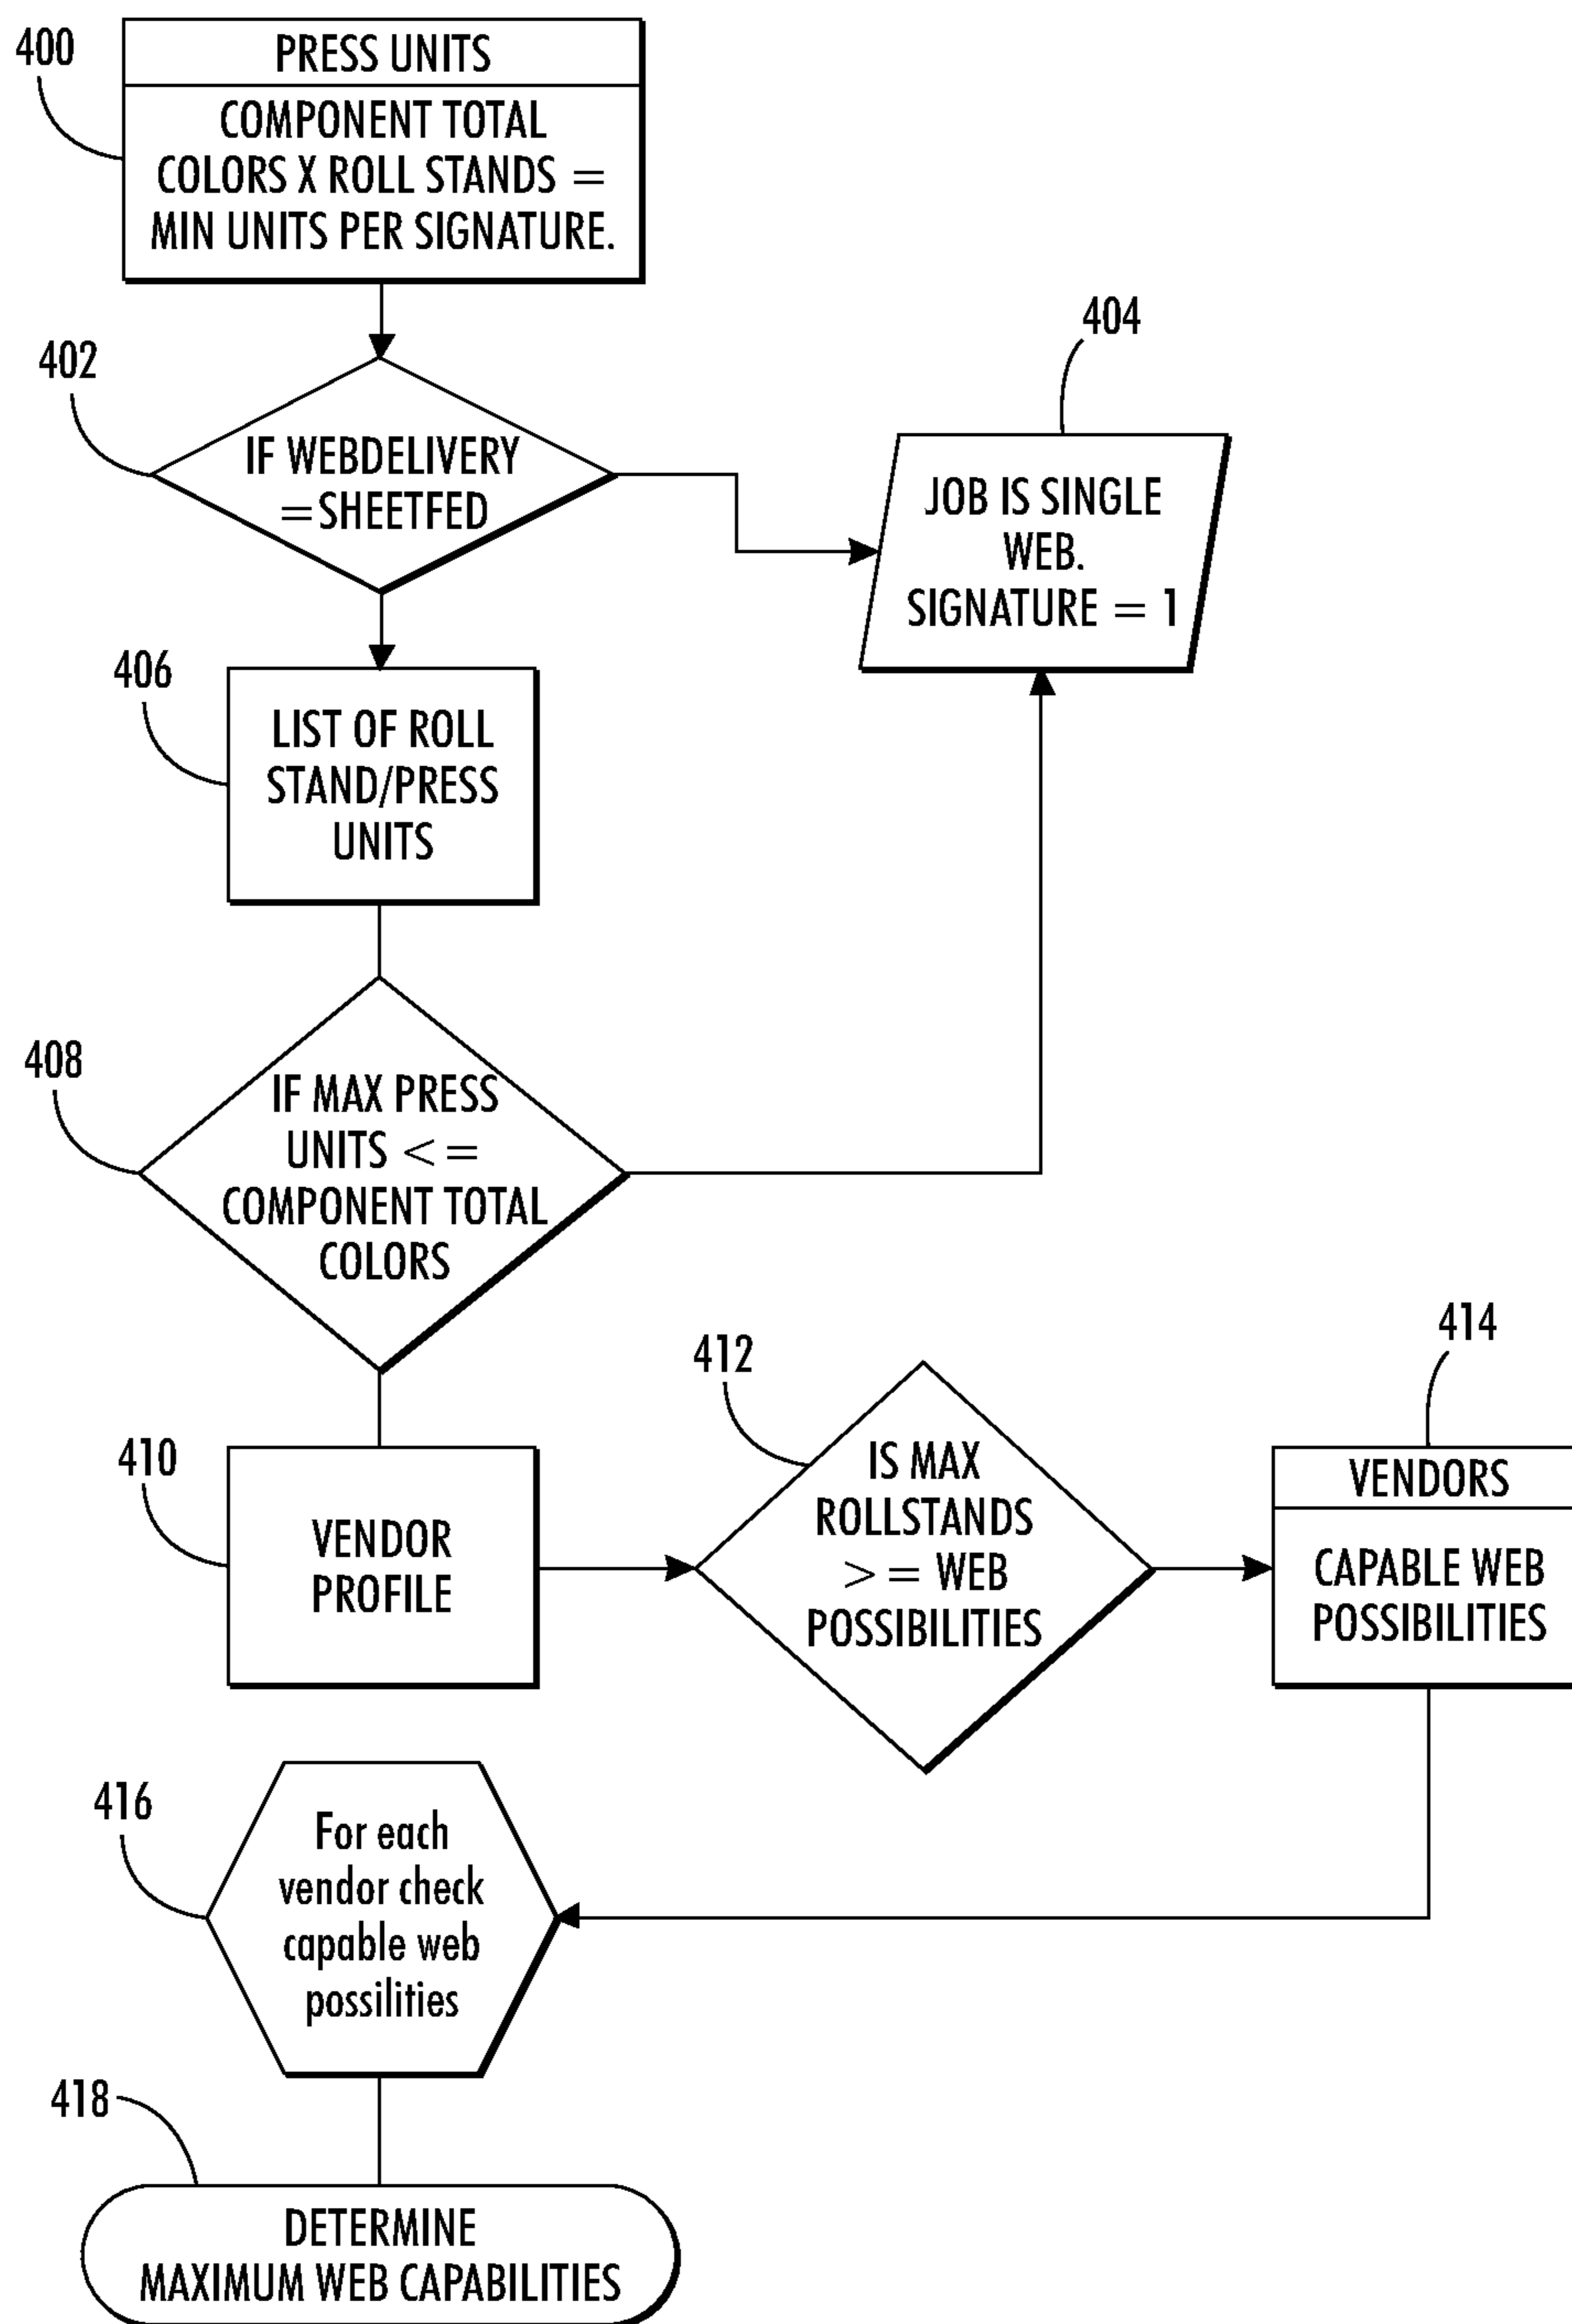 400
PRESS UNITS
COMPONENT TOTAL
COLORS X ROLL STANDS =
MIN UNITS PER SIGNATURE.
402
IF WEBDELIVERY
=SHEETFED
404
JOB IS SINGLE
WEB.
SIGNATURE = 1
406
LIST OF ROLL
STAND/PRESS
UNITS
408
IF MAX PRESS
UNITS <=
COMPONENT TOTAL
COLORS
410
VENDOR
PROFILE
412
IS MAX
ROLLSTANDS
>= WEB
POSSIBILITIES
414
VENDORS
CAPABLE WEB
POSSIBILITIES
416
For each
vendor check
capable web
possilities
418
DETERMINE
MAXIMUM WEB CAPABILITIES